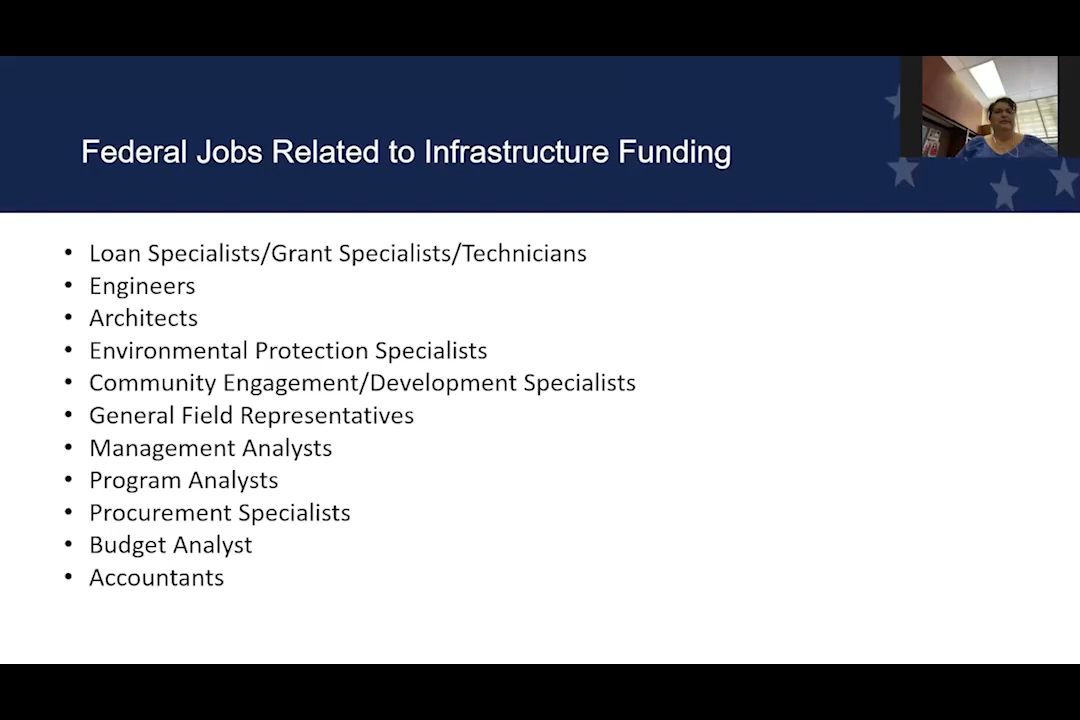 Federal Jobs Related to Infrastructure Funding
• Loan Specialists/Grant Specialists/Technicians
• Engineers
• Architects
• Environmental Protection Specialists
• Community Engagement/Development Specialists
• General Field Representatives
• Management Analysts
• Program Analysts
• Procurement Specialists
• Budget Analyst
• Accountants